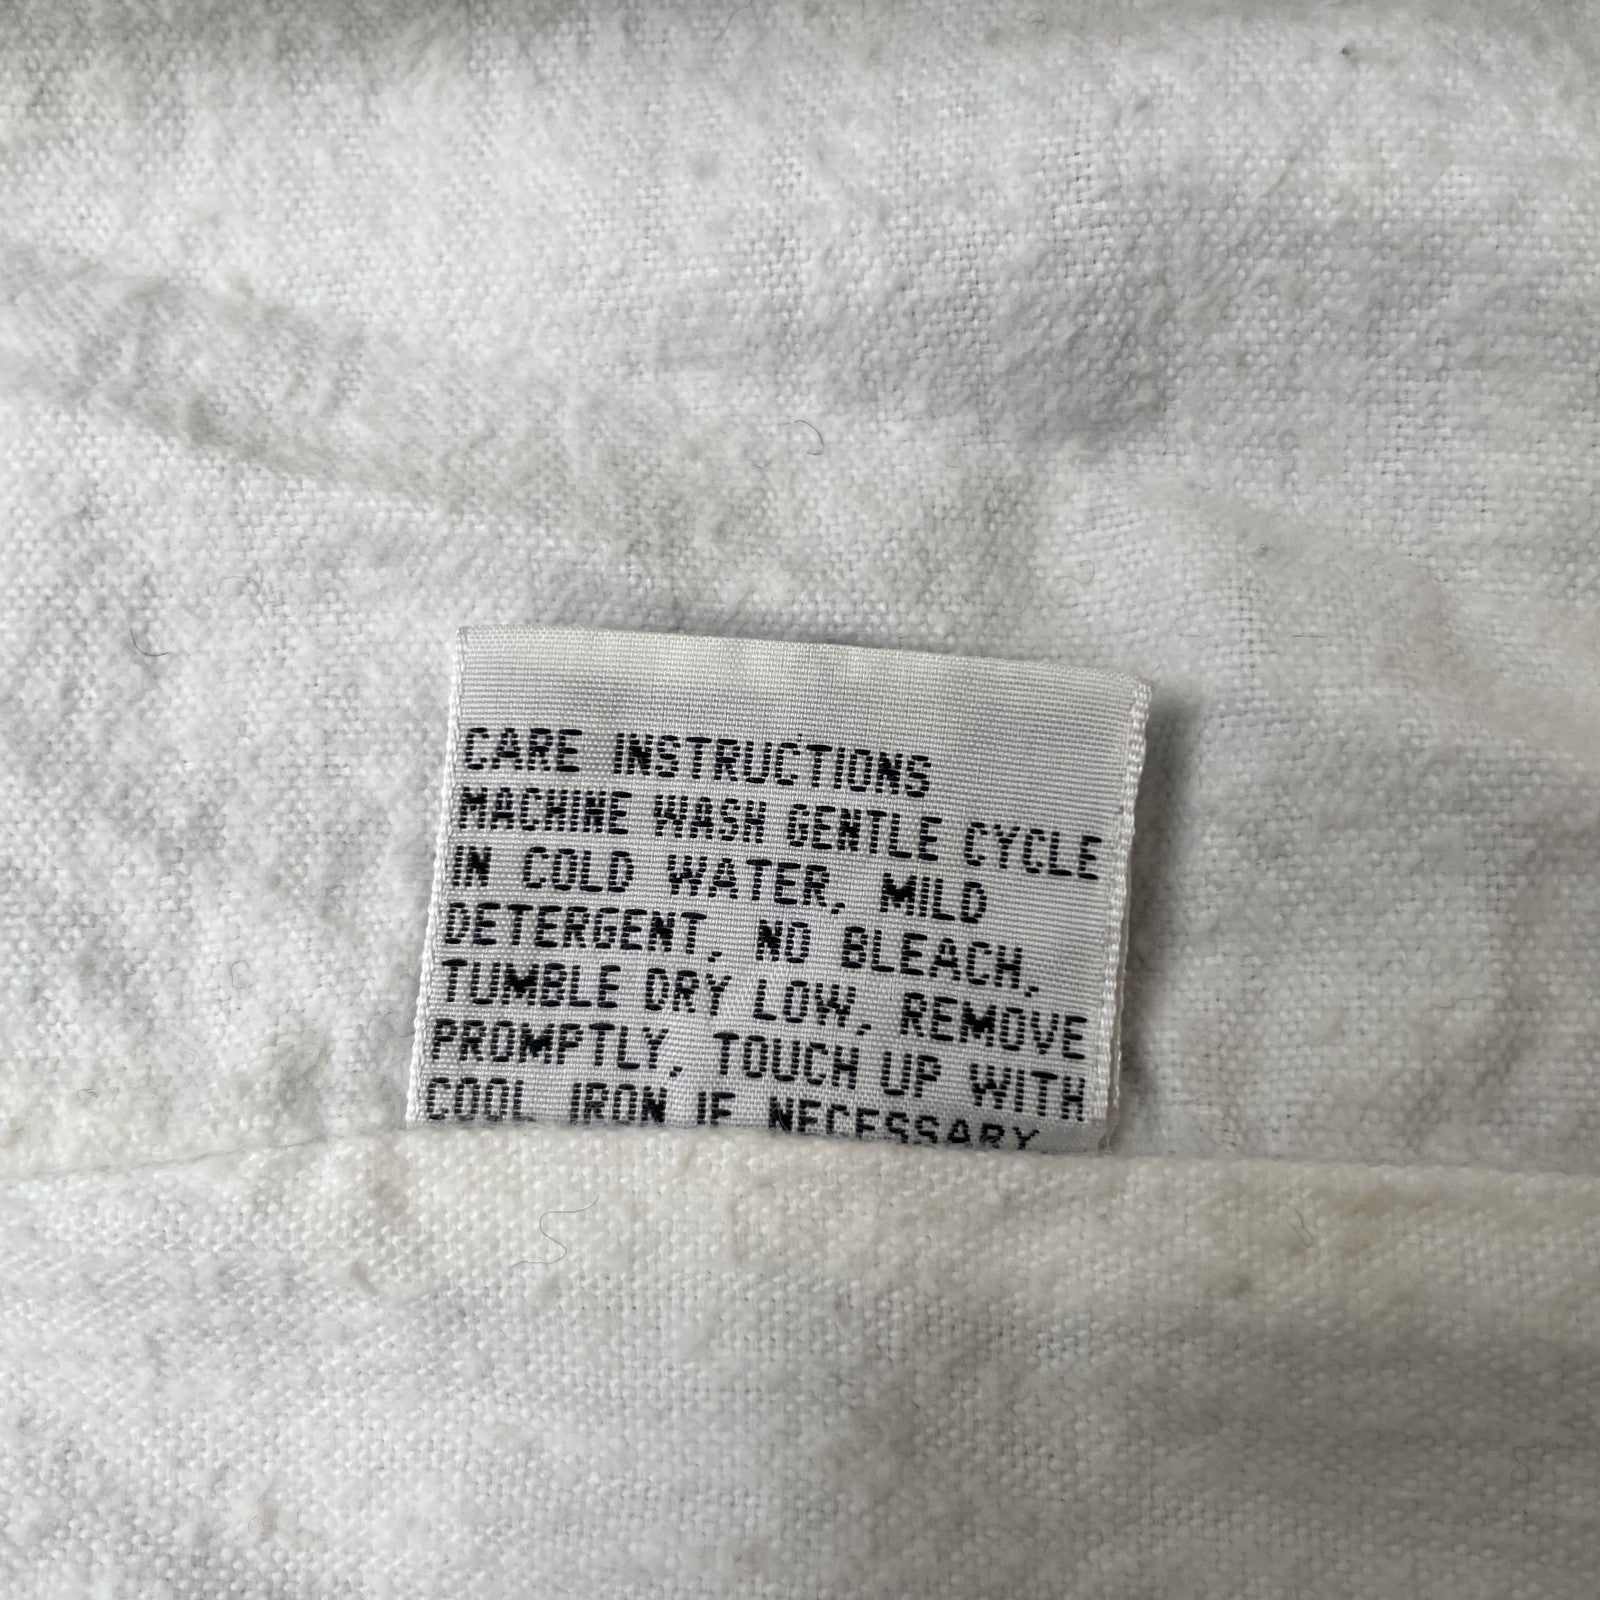 CARE INSTRUCTIONS
MACHINE WASH GENTLE CYCLE
IN COLD WATER, MILD
DETERGENT, NO BLEACH,
TUMBLE DRY LOW, REMOVE
PROMPTLY, TOUCH UP WITH
COOL IRON IF NECESSARY